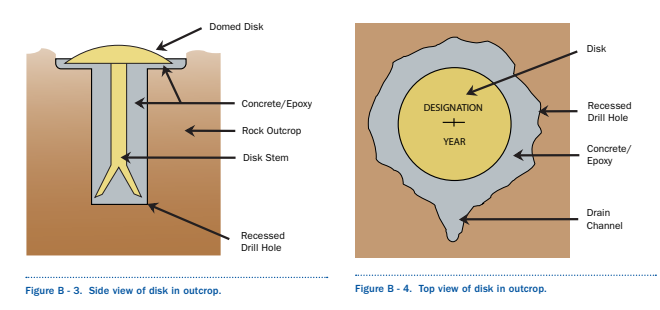 Domed Disk
Concrete/Epoxy
Rock Outcrop
Disk Stem
Recessed
Drill Hole
Figure B - 3. Side view of disk in outcrop.
Disk
DESIGNATION
YEAR
Recessed
Drill Hole
Concrete/
Epoxy
Drain
Channel
Figure B - 4. Top view of disk in outcrop.